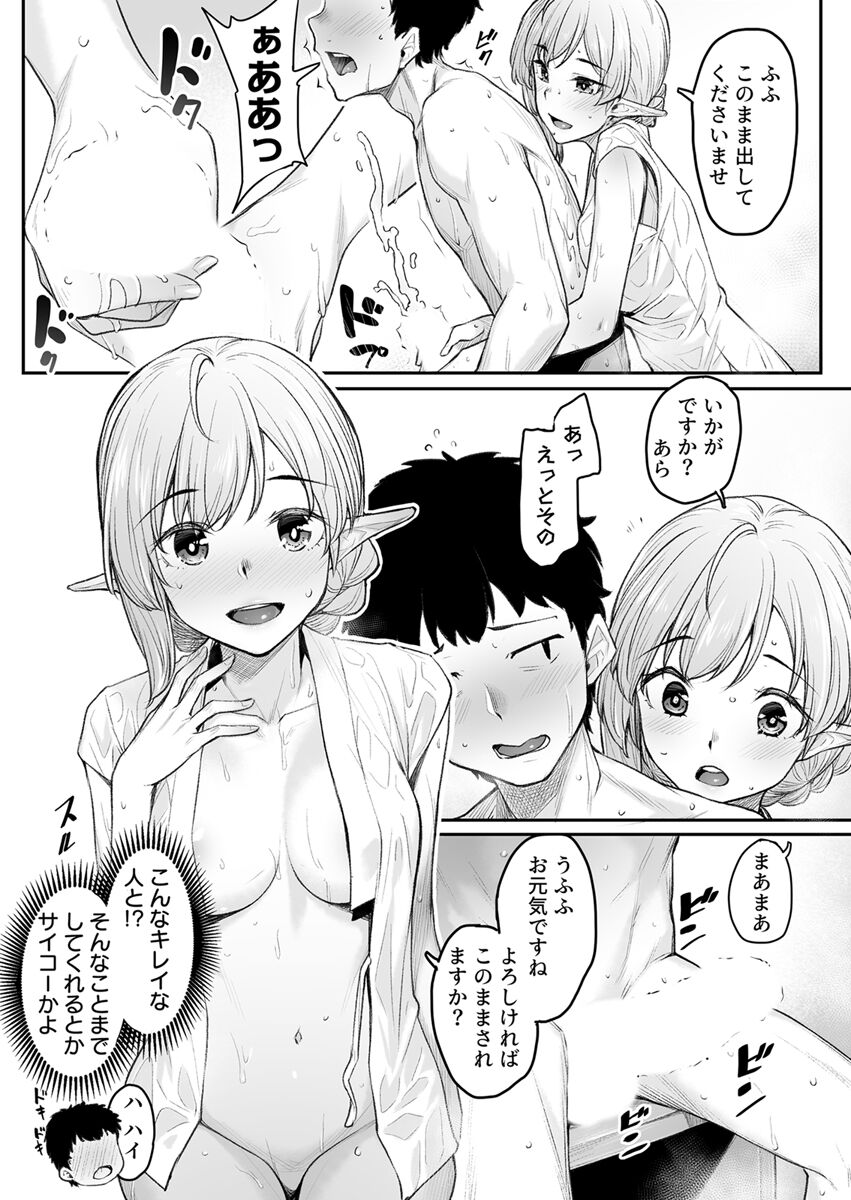 ふふ
このまま出して
くださいませ
ぁあああっ
ドドク
ドク
ビク
ドドク
ドプ
いかが
ですか?
あら
あっ
えっとその
まあまあ
うふふ
お元気ですね
よろしければ
このままされ
ますか?
ビン
ビン
スル
こんなキレイな
人と!?
そんなことまで
してくれるとか
サイコーかよ
ハハイ
ドキ
ドキ